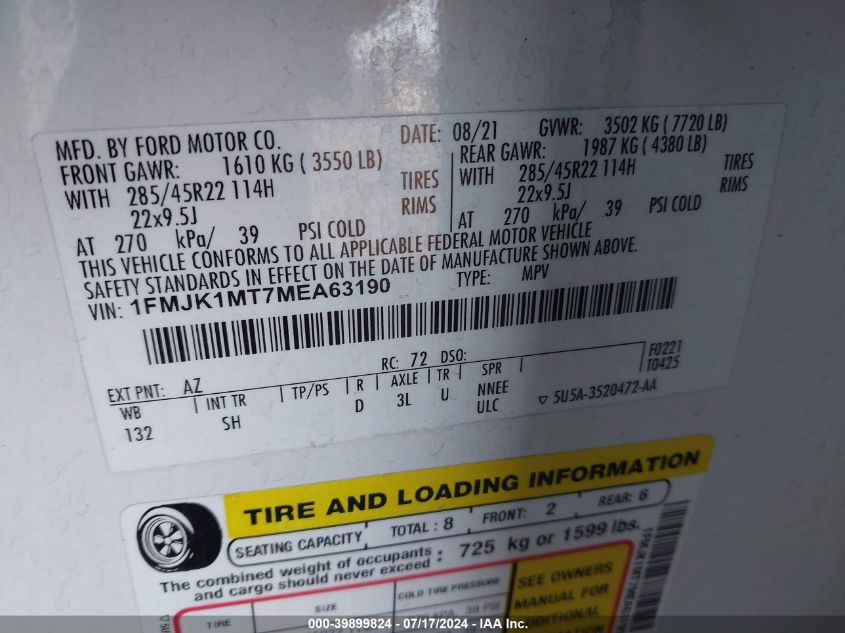 MFD. BY FORD MOTOR CO.
DATE: 08/21 GVWR: 3502 KG ( 7720 LB)
FRONT GAWR: 1610 KG ( 3550 LB)
REAR GAWR: 1987 KG ( 4380 LB)
WITH 285/45R22 114H TIRES
WITH 285/45R22 114H TIRES
22x9.5J RIMS
22x9.5J RIMS
AT 270 kPa/ 39 PSI COLD
AT 270 kPa/ 39 PSI COLD
THIS VEHICLE CONFORMS TO ALL APPLICABLE FEDERAL MOTOR VEHICLE
SAFETY STANDARDS IN EFFECT ON THE DATE OF MANUFACTURE SHOWN ABOVE.
VIN: 1FMJK1MT7MEA63190
TYPE: MPV
F0221
T0425
EXT PNT: AZ RC: 72 DSO:
WB INT TR TP/PS R AXLE TR SPR
132 SH D 3L U NNEE
ULC
▽ 5U5A-3520472-AA
TIRE AND LOADING INFORMATION
SEATING CAPACITY TOTAL : 8 FRONT: 2 REAR: 6
The combined weight of occupants : 725 kg or 1599 lbs.
and cargo should never exceed
TIRE SIZE COLD TIRE PRESSURE
SEE OWNERS
MANUAL FOR
000-39899824 - 07/17/2024 - IAA Inc.